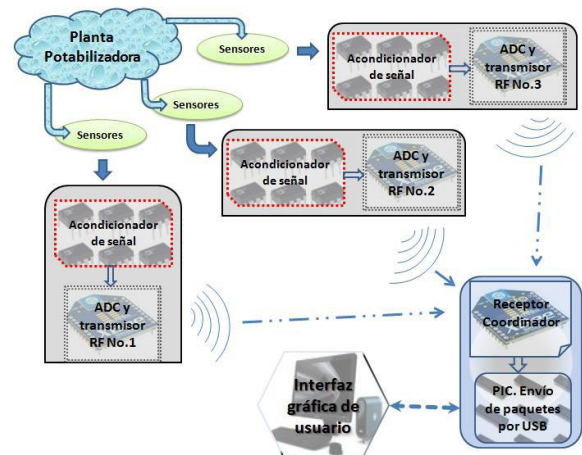 Planta
Potabilizadora
Sensores
Sensores
Sensores
Acondicionador
de señal
ADC y
transmisor
RF No.3
Acondicionador
de señal
ADC y
transmisor
RF No.2
Acondicionador
de señal
ADC y
transmisor
RF No.1
Receptor
Coordinador
PIC. Envío
de paquetes
por USB
Interfaz
gráfica de
usuario